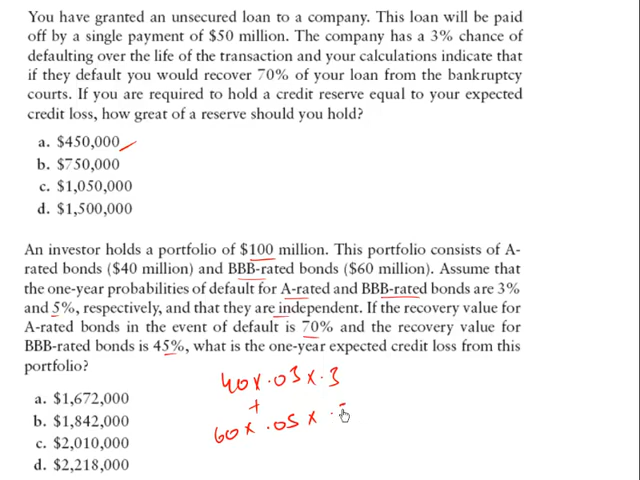 You have granted an unsecured loan to a company. This loan will be paid
off by a single payment of $50 million. The company has a 3% chance of
defaulting over the life of the transaction and your calculations indicate that
if they default you would recover 70% of your loan from the bankruptcy
courts. If you are required to hold a credit reserve equal to your expected
credit loss, how great of a reserve should you hold?
a. $450,000
b. $750,000
c. $1,050,000
d. $1,500,000
An investor holds a portfolio of $100 million. This portfolio consists of A-
rated bonds ($40 million) and BBB-rated bonds ($60 million). Assume that
the one-year probabilities of default for A-rated and BBB-rated bonds are 3%
and 5%, respectively, and that they are independent. If the recovery value for
A-rated bonds in the event of default is 70% and the recovery value for
BBB-rated bonds is 45%, what is the one-year expected credit loss from this
portfolio?
40 x .03 x .3
+
60 x .05 x .
a. $1,672,000
b. $1,842,000
c. $2,010,000
d. $2,218,000